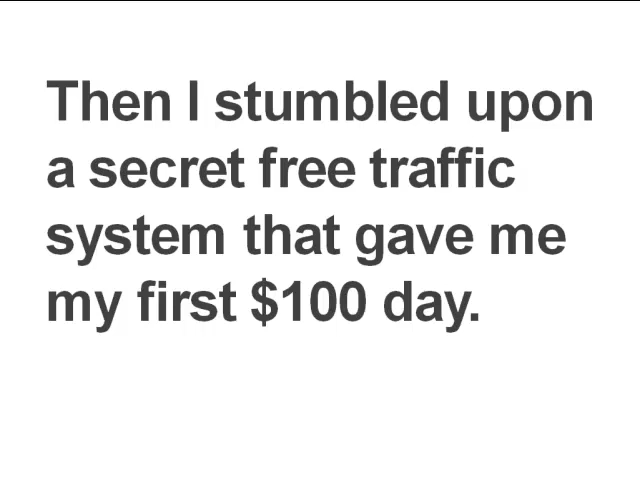 Then I stumbled upon
a secret free traffic
system that gave me
my first $100 day.